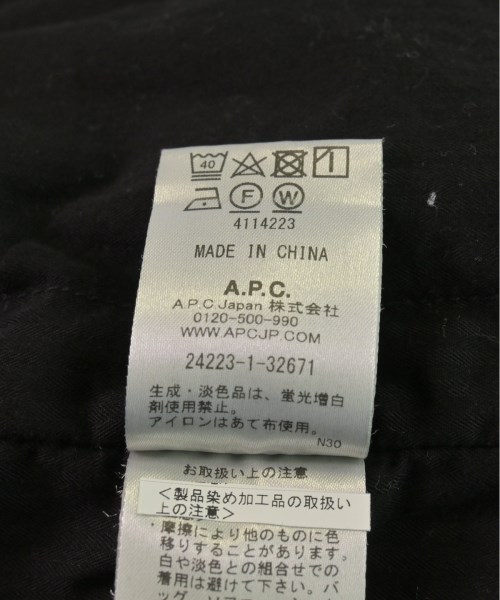 40
F W
4114223
MADE IN CHINA
A.P.C.
A.P.C.Japan 株式会社
0120-500-990
WWW.APCJP.COM
24223-1-32671
生成・淡色品は、蛍光増白
剤使用禁止。
アイロンはあて布使用。
N30
お取扱い上の注意
＜製品染め加工品の取扱い
上の注意＞
・摩擦により他のものに色
移りすることがあります。
白や淡色との組合せでの
着用は避けて下さい。バ
ッグ、ソファ